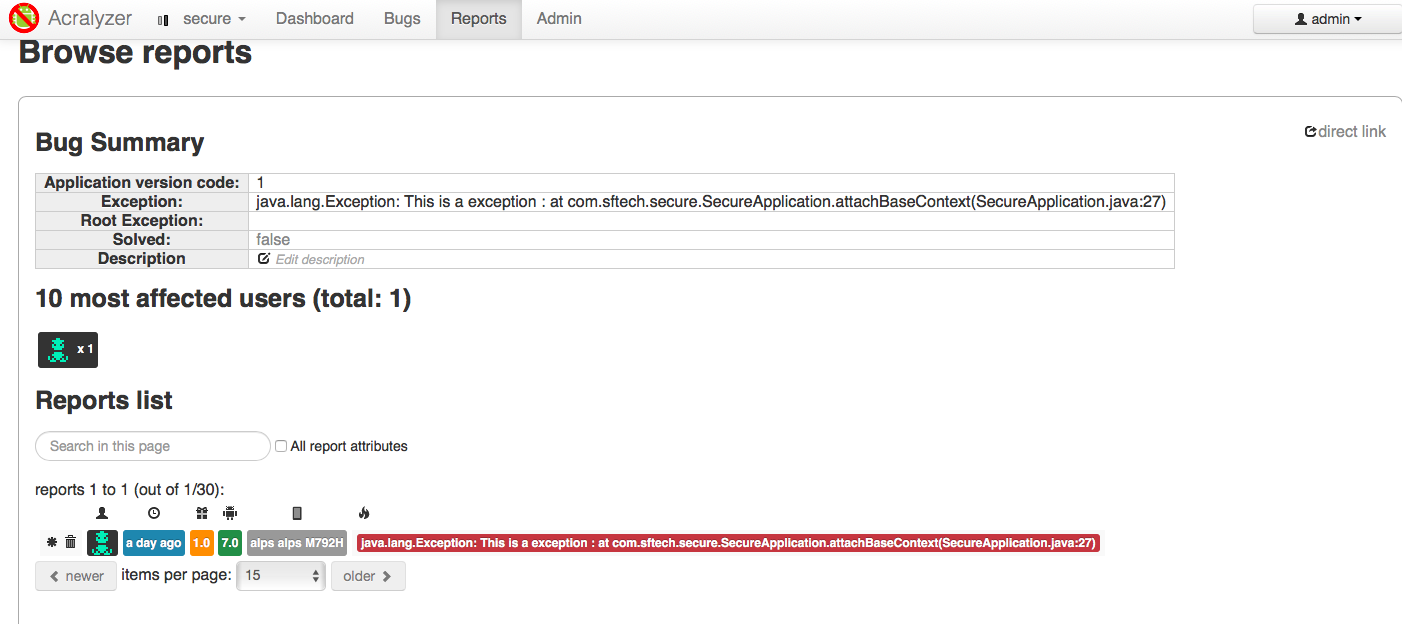 Acralyzer secure Dashboard Bugs Reports Admin admin
Browse reports
direct link
Bug Summary
Application version code: 1
Exception: java.lang.Exception: This is a exception : at com.sftech.secure.SecureApplication.attachBaseContext(SecureApplication.java:27)
Root Exception:
Solved: false
Description Edit description
10 most affected users (total: 1)
x 1
Reports list
Search in this page All report attributes
reports 1 to 1 (out of 1/30):
a day ago 1.0 7.0 alps alps M792H java.lang.Exception: This is a exception : at com.sftech.secure.SecureApplication.attachBaseContext(SecureApplication.java:27)
newer items per page: 15 older